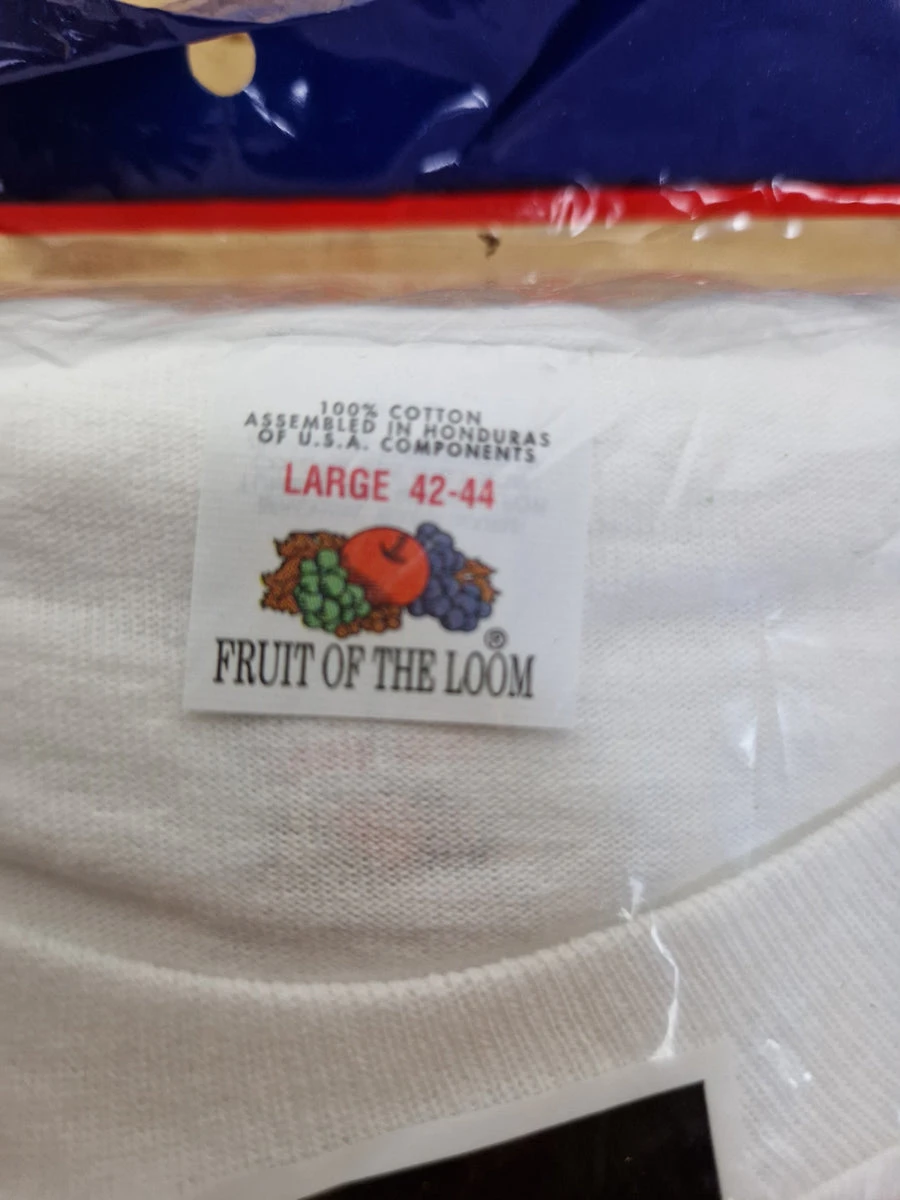 100% COTTON
ASSEMBLED IN HONDURAS
OF U.S.A. COMPONENTS
LARGE 42-44
FRUIT OF THE LOOM®